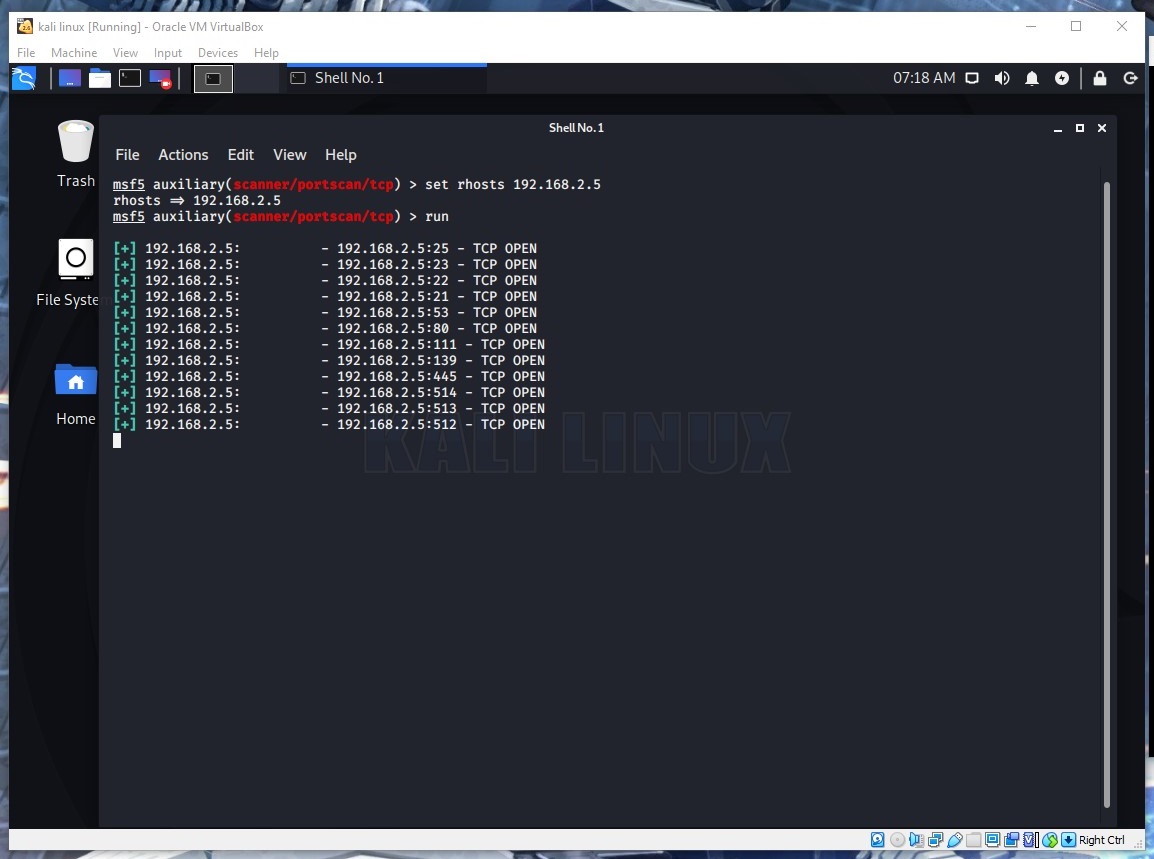 kali linux [Running] - Oracle VM VirtualBox
File Machine View Input Devices Help
Shell No. 1
07:18 AM
Shell No. 1
File Actions Edit View Help
Trash
File Syste
Home
msf5 auxiliary(scanner/portscan/tcp) > set rhosts 192.168.2.5
rhosts => 192.168.2.5
msf5 auxiliary(scanner/portscan/tcp) > run
[+] 192.168.2.5: - 192.168.2.5:25 - TCP OPEN
[+] 192.168.2.5: - 192.168.2.5:23 - TCP OPEN
[+] 192.168.2.5: - 192.168.2.5:22 - TCP OPEN
[+] 192.168.2.5: - 192.168.2.5:21 - TCP OPEN
[+] 192.168.2.5: - 192.168.2.5:53 - TCP OPEN
[+] 192.168.2.5: - 192.168.2.5:80 - TCP OPEN
[+] 192.168.2.5: - 192.168.2.5:111 - TCP OPEN
[+] 192.168.2.5: - 192.168.2.5:139 - TCP OPEN
[+] 192.168.2.5: - 192.168.2.5:445 - TCP OPEN
[+] 192.168.2.5: - 192.168.2.5:514 - TCP OPEN
[+] 192.168.2.5: - 192.168.2.5:513 - TCP OPEN
[+] 192.168.2.5: - 192.168.2.5:512 - TCP OPEN
KALI LINUX
Right Ctrl